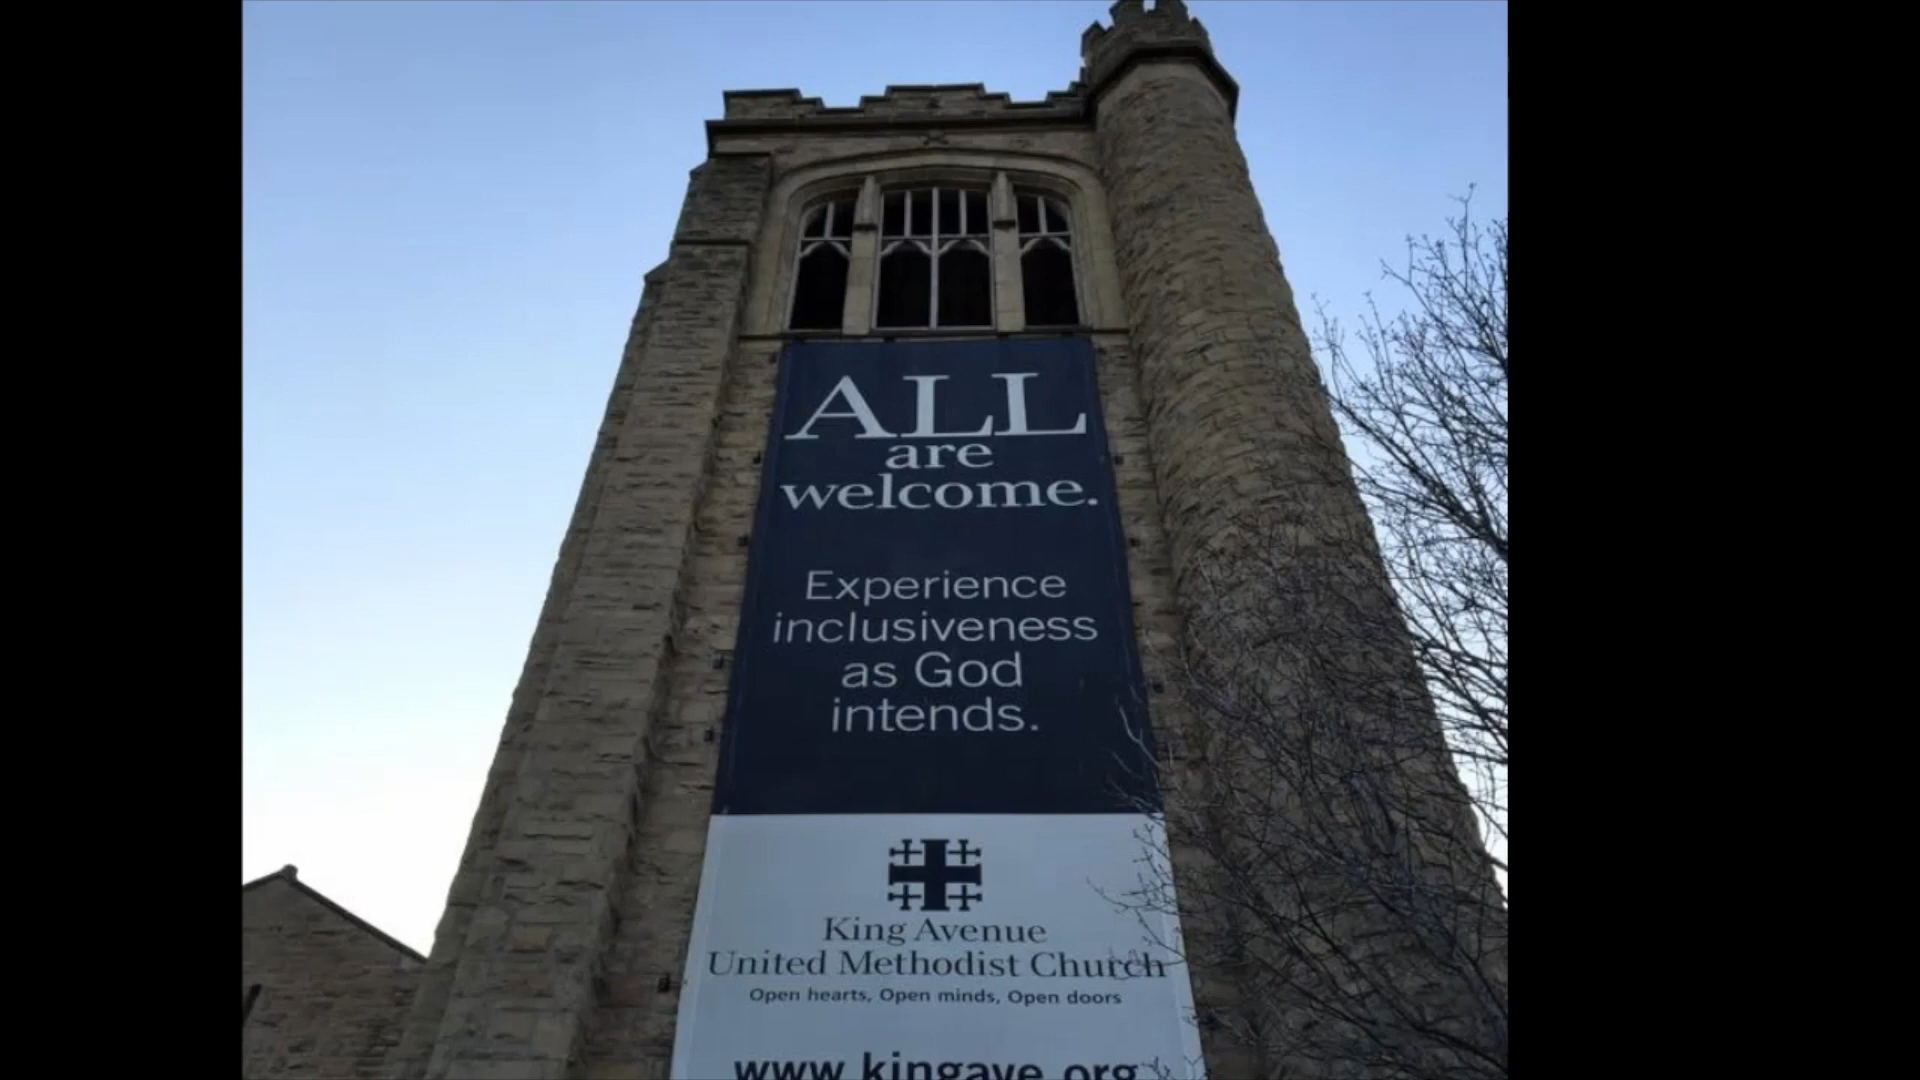 ALL
are
welcome.
Experience
inclusiveness
as God
intends.
King Avenue
United Methodist Church
Open hearts, Open minds, Open doors
www.kingave.org